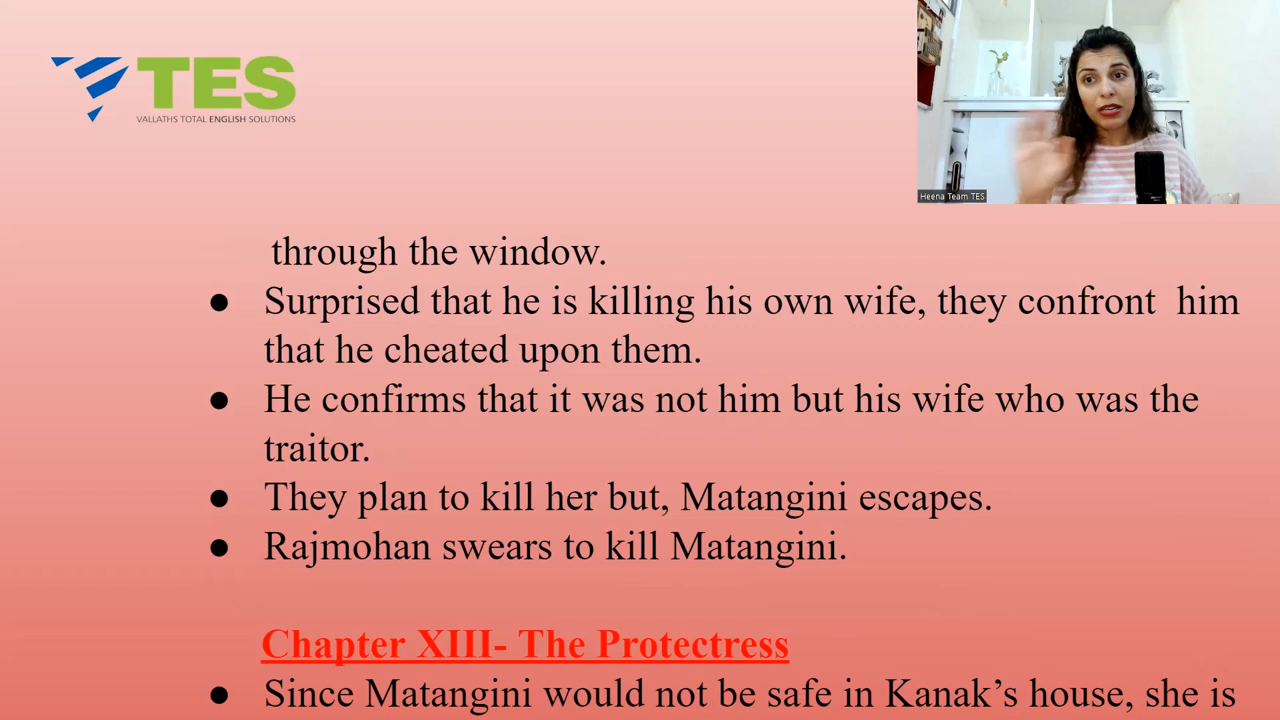 TES
VALLATHS TOTAL ENGLISH SOLUTIONS
Heena Team TES
through the window.
● Surprised that he is killing his own wife, they confront him
that he cheated upon them.
● He confirms that it was not him but his wife who was the
traitor.
● They plan to kill her but, Matangini escapes.
● Rajmohan swears to kill Matangini.
Chapter XIII- The Protectress
● Since Matangini would not be safe in Kanak’s house, she is